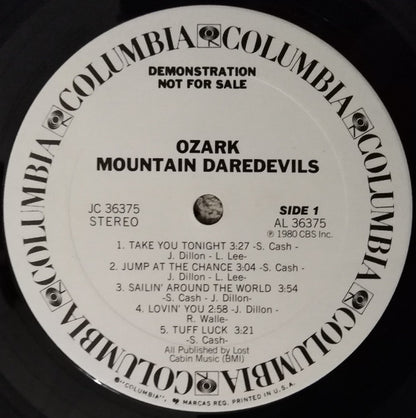 COLUMBIA COLUMBIA COLUMBIA COLUMBIA COLUMBIA COLUMBIA
DEMONSTRATION
NOT FOR SALE
OZARK
MOUNTAIN DAREDEVILS
JC 36375
STEREO
SIDE 1
AL 36375
℗ 1980 CBS Inc.
1. TAKE YOU TONIGHT 3:27 -S. Cash -
J. Dillon - L. Lee-
2. JUMP AT THE CHANCE 3:04 -S. Cash -
J. Dillon - L. Lee-
3. SAILIN' AROUND THE WORLD 3:54
-S. Cash - J. Dillon-
4. LOVIN' YOU 2:58 -J. Dillon -
R. Walle-
5. TUFF LUCK 3:21
-S. Cash-
All Published by Lost
Cabin Music (BMI)
®"COLUMBIA", MARCAS REG. PRINTED IN U.S.A.